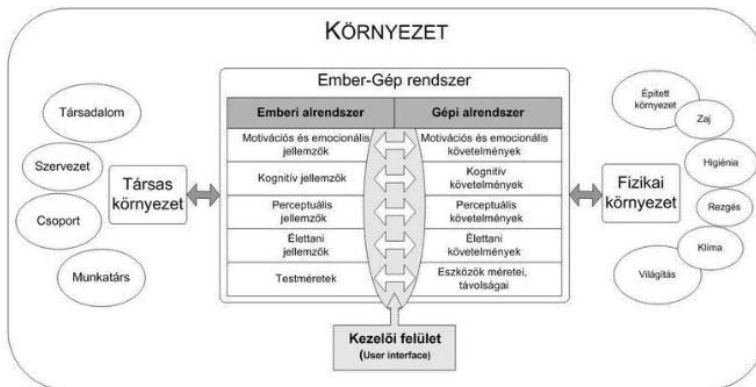 KÖRNYEZET
Ember-Gép rendszer
Emberi alrendszer
Gépi alrendszer
Motivációs és emocionális
jellemzők
Motivációs és emocionális
követelmények
Kognitív jellemzők
Kognitív
követelmények
Perceptuális
jellemzők
Perceptuális
követelmények
Élettani
jellemzők
Élettani
követelmények
Testméretek
Eszközök méretei,
távolságai
Kezelői felület
(User interface)
Társadalom
Szervezet
Csoport
Munkatárs
Társas
környezet
Fizikai
környezet
Épített
környezet
Zaj
Higiénia
Rezgés
Klíma
Világítás